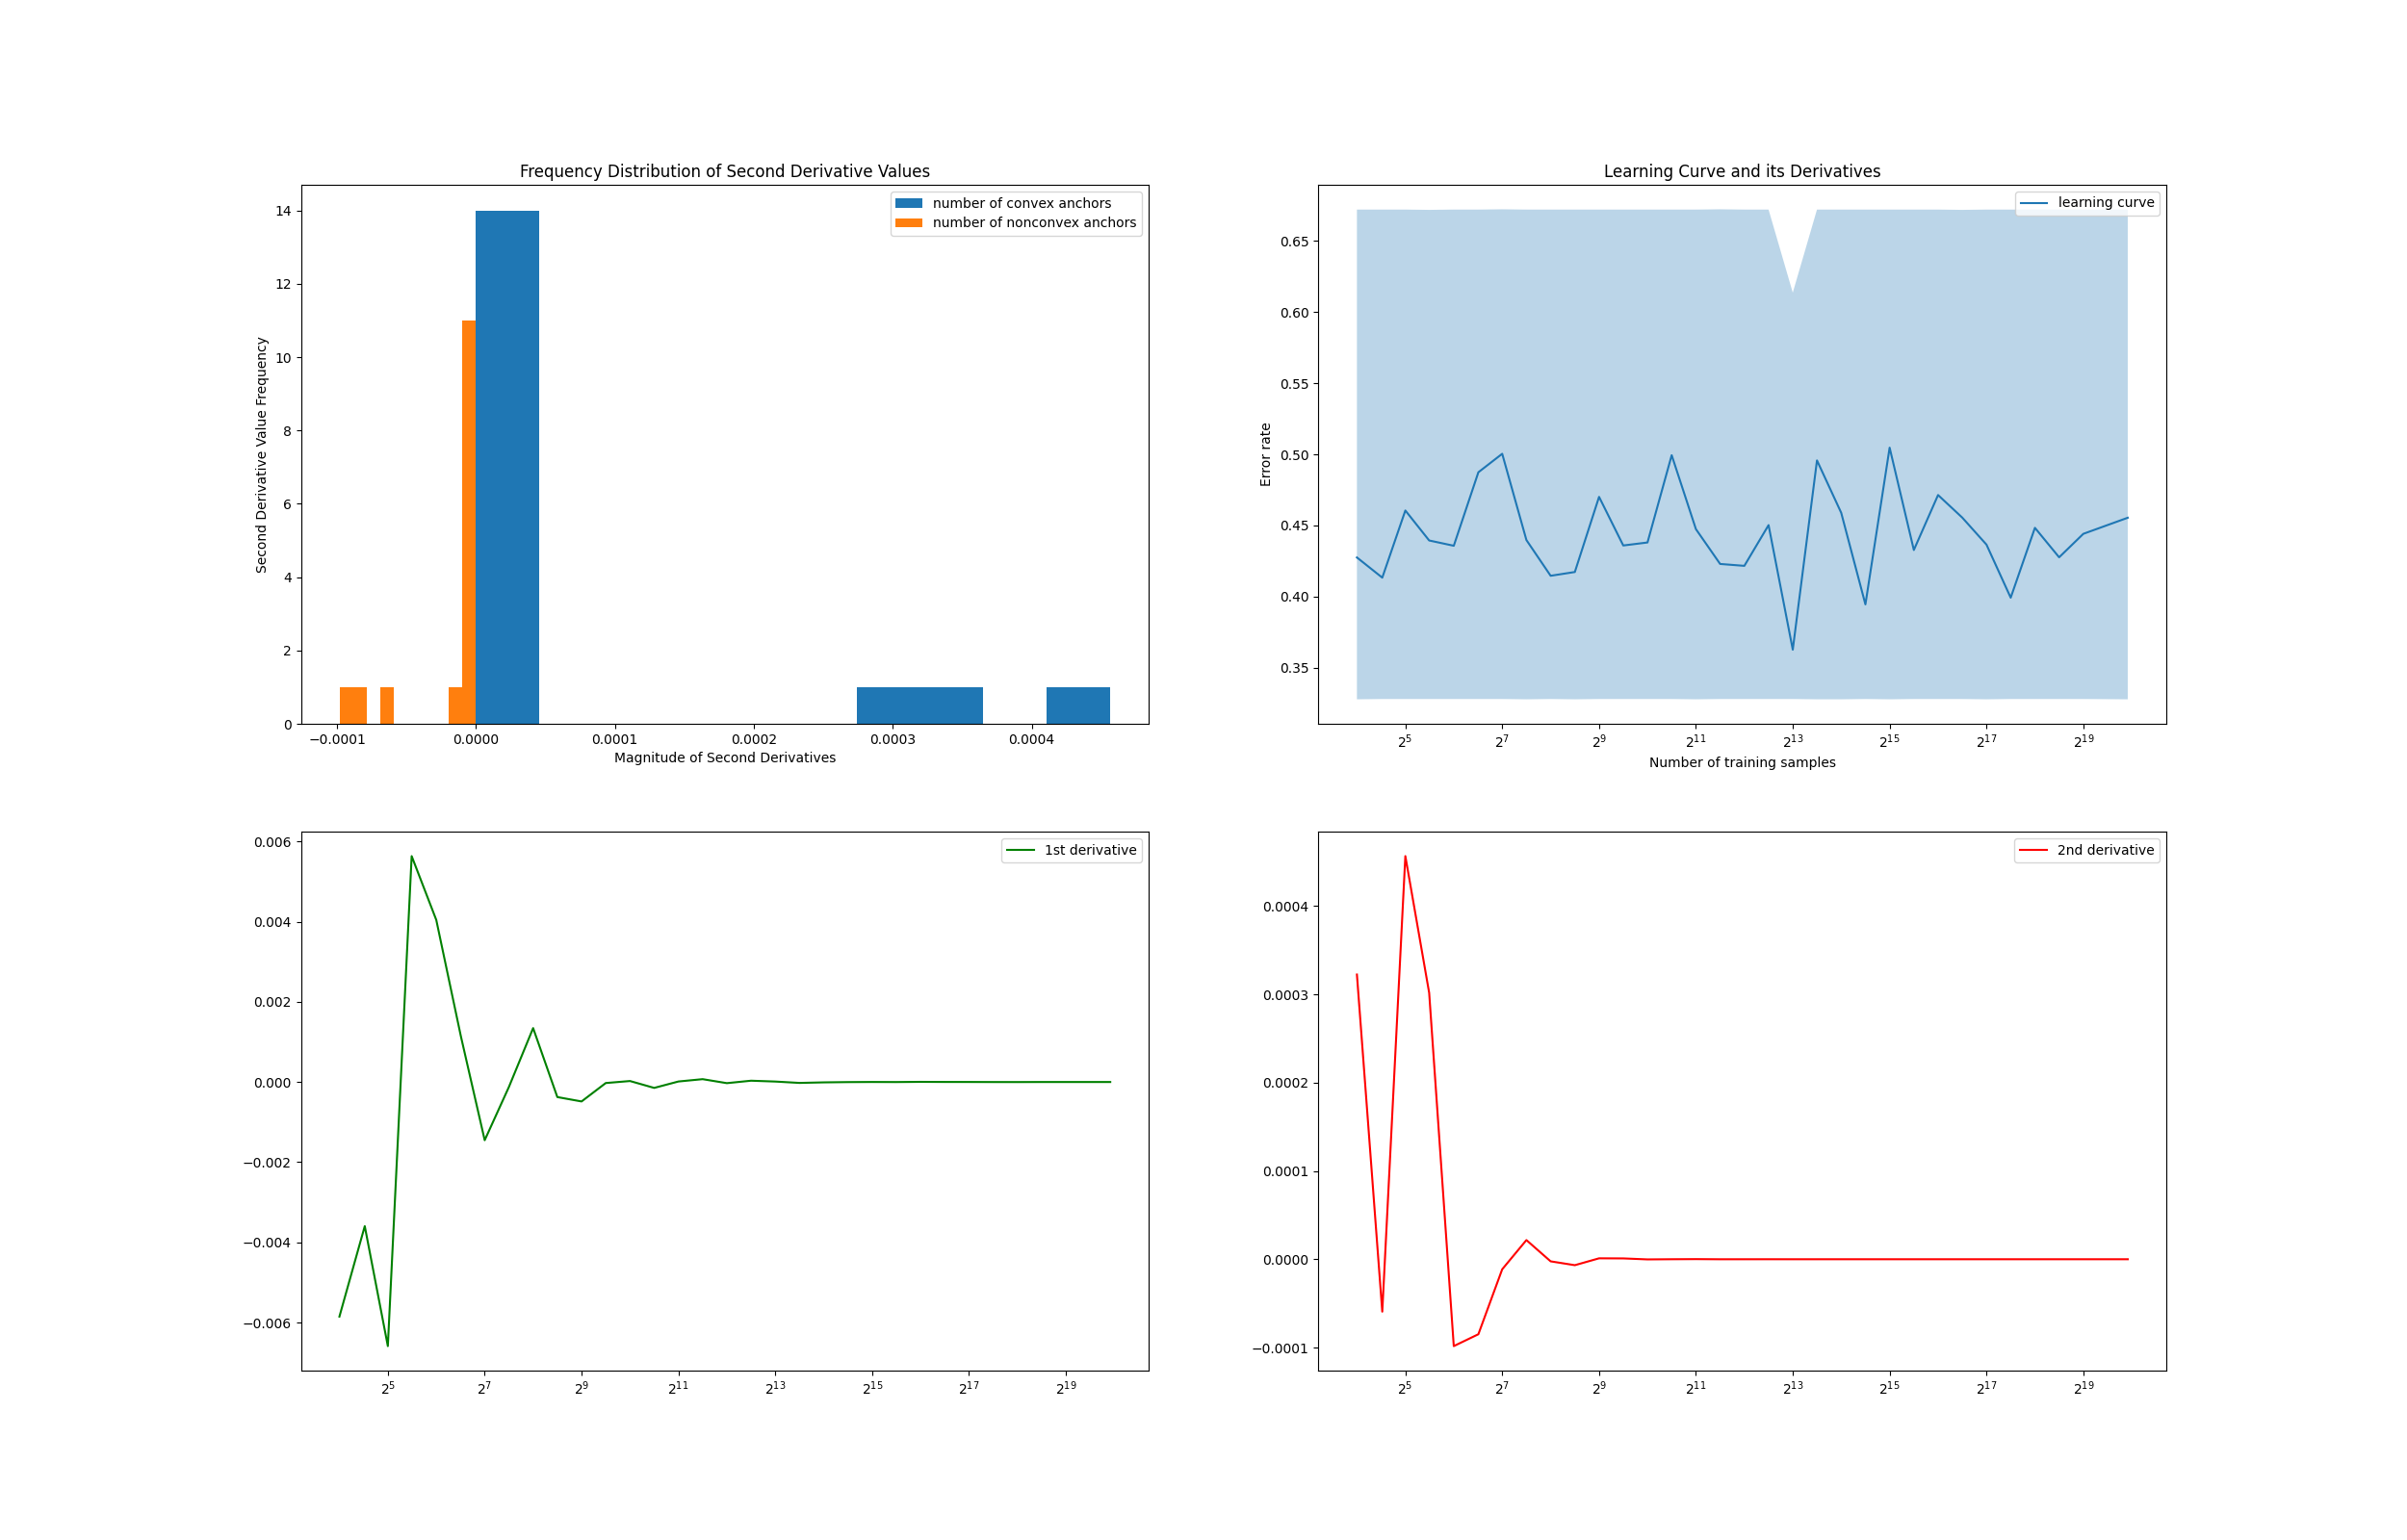 Frequency Distribution of Second Derivative Values
number of convex anchors
number of nonconvex anchors
14
12
10
8
6
4
2
0
Second Derivative Value Frequency
−0.0001 0.0000 0.0001 0.0002 0.0003 0.0004
Magnitude of Second Derivatives
Learning Curve and its Derivatives
learning curve
0.65
0.60
0.55
0.50
0.45
0.40
0.35
Error rate
2^5 2^7 2^9 2^11 2^13 2^15 2^17 2^19
Number of training samples
1st derivative
0.006
0.004
0.002
0.000
−0.002
−0.004
−0.006
2^5 2^7 2^9 2^11 2^13 2^15 2^17 2^19
2nd derivative
0.0004
0.0003
0.0002
0.0001
0.0000
−0.0001
2^5 2^7 2^9 2^11 2^13 2^15 2^17 2^19